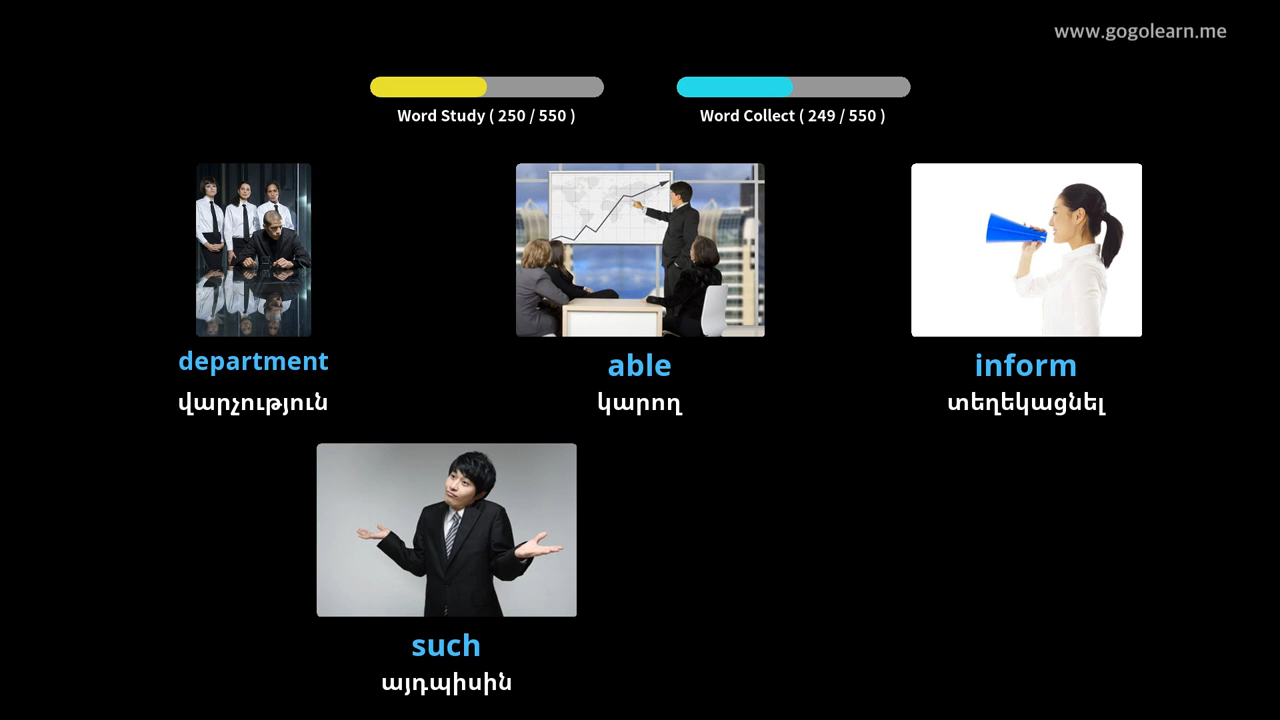 www.gogolearn.me
Word Study ( 250 / 550 )
Word Collect ( 249 / 550 )
department
able
inform
վարչություն
կարող
տեղեկացնել
such
այդպիսին